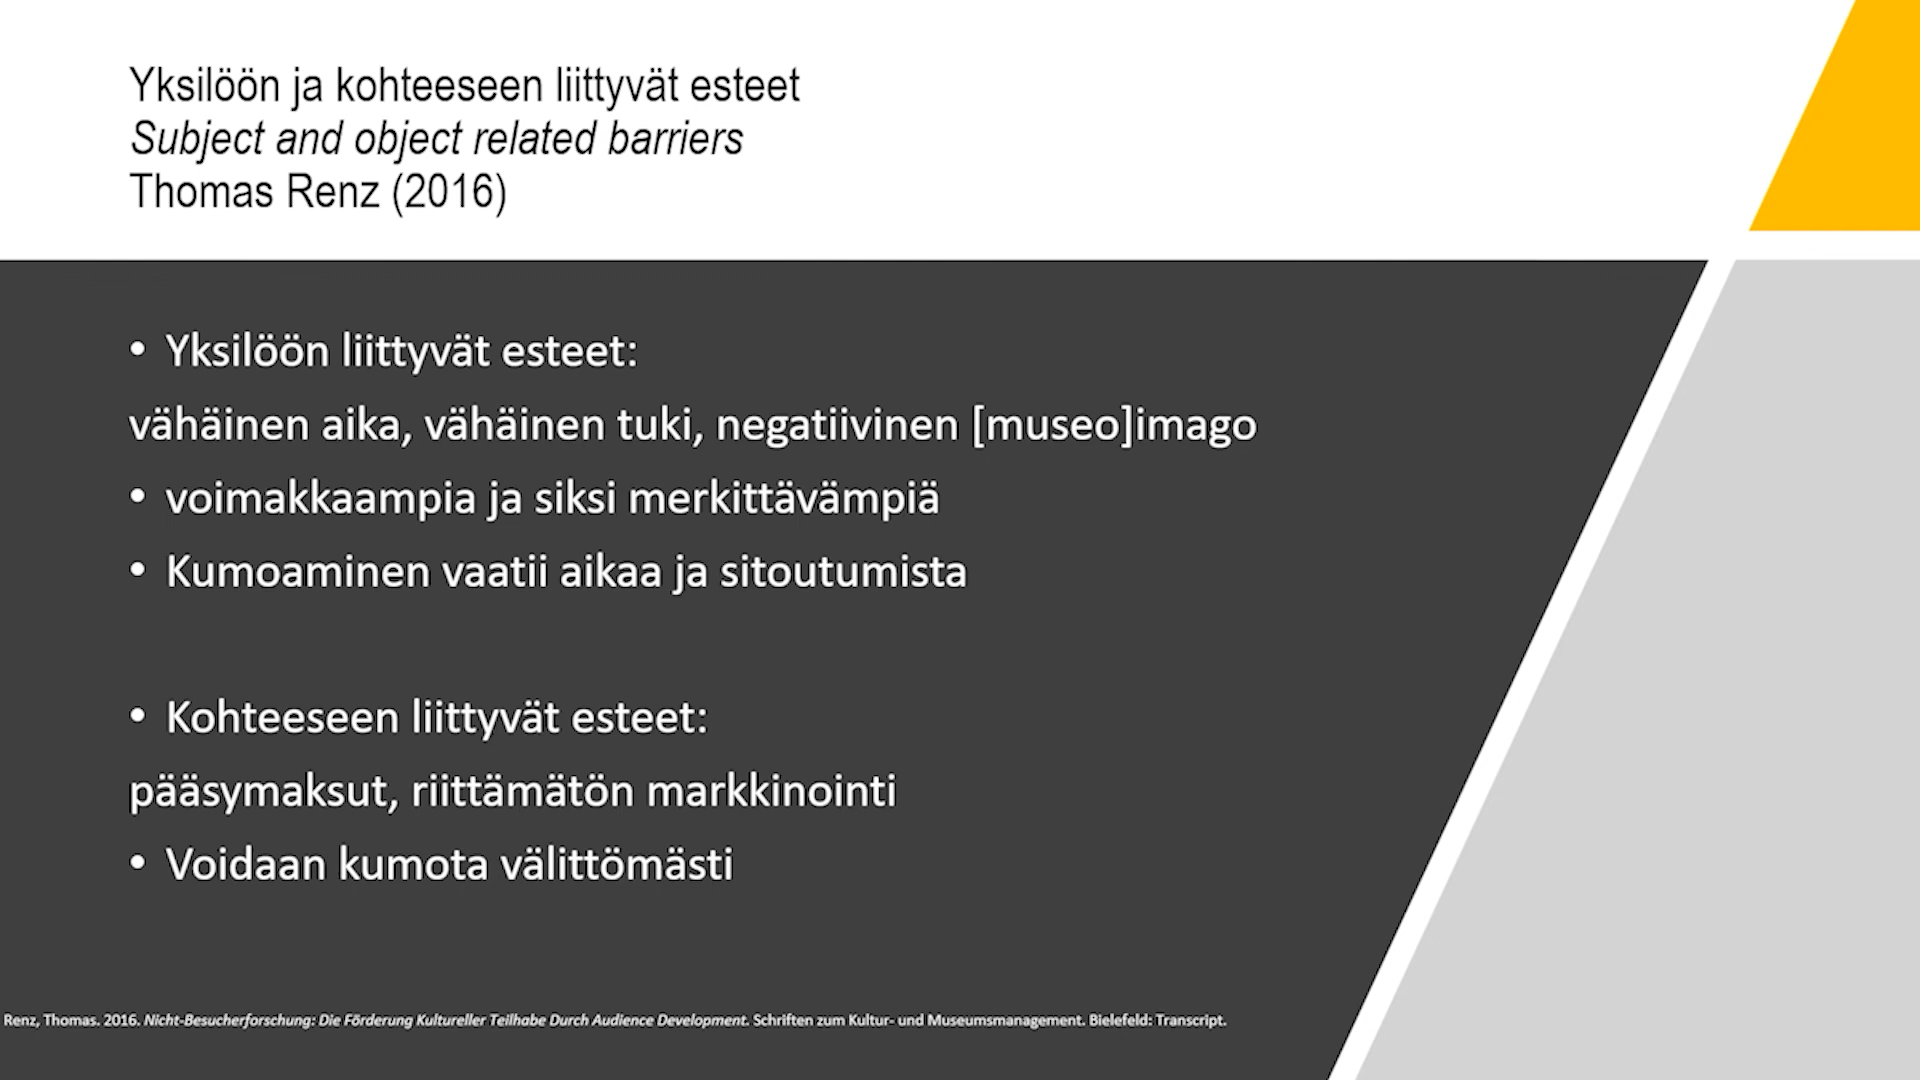 Yksilöön ja kohteeseen liittyvät esteet
Subject and object related barriers
Thomas Renz (2016)
• Yksilöön liittyvät esteet:
vähäinen aika, vähäinen tuki, negatiivinen [museo]imago
• voimakkaampia ja siksi merkittävämpiä
• Kumoaminen vaatii aikaa ja sitoutumista
• Kohteeseen liittyvät esteet:
pääsymaksut, riittämätön markkinointi
• Voidaan kumota välittömästi
Renz, Thomas. 2016. Nicht-Besucherforschung: Die Förderung Kultureller Teilhabe Durch Audience Development. Schriften zum Kultur- und Museumsmanagement. Bielefeld: Transcript.